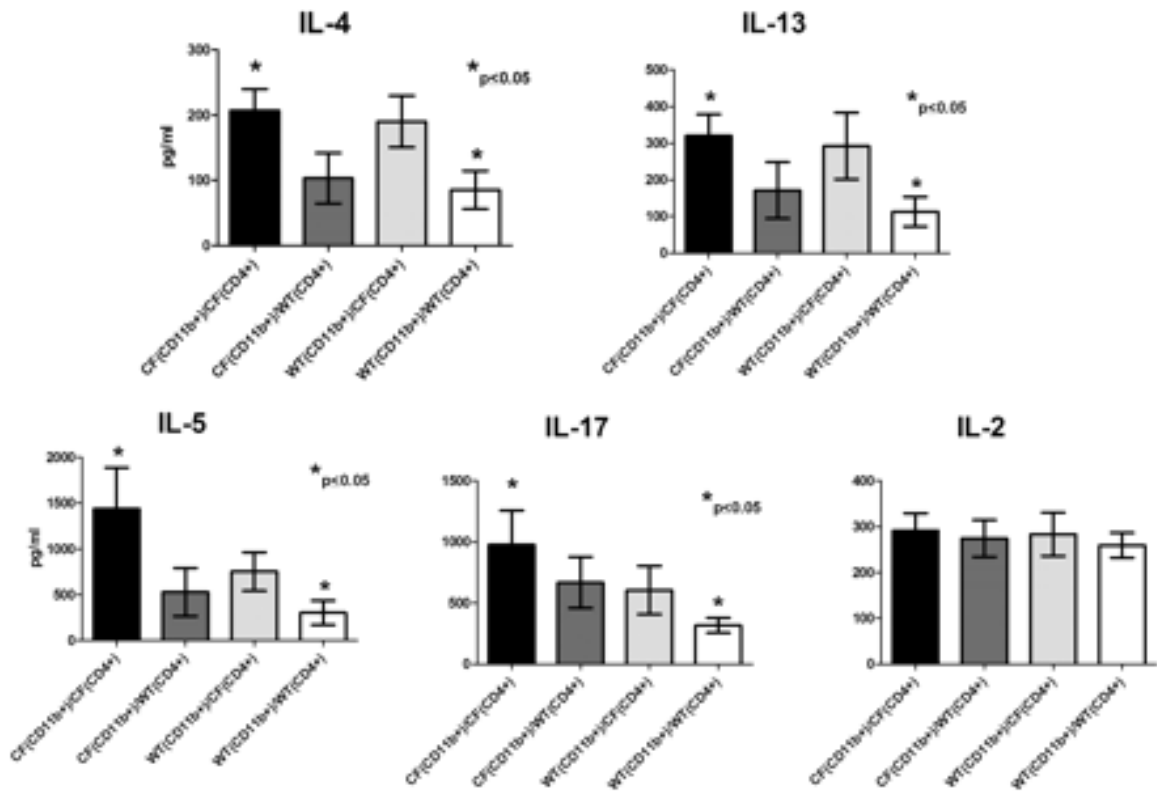 IL-4
300
200
100
0
pg/ml
*
*
p<0.05
*
CF(CD11b+)/CF(CD4+)
CF(CD11b+)/WT(CD4+)
WT(CD11b+)/CF(CD4+)
WT(CD11b+)/WT(CD4+)
IL-13
500
400
300
200
100
0
*
*
p<0.05
*
CF(CD11b+)/CF(CD4+)
CF(CD11b+)/WT(CD4+)
WT(CD11b+)/CF(CD4+)
WT(CD11b+)/WT(CD4+)
IL-5
2000
1500
1000
500
0
pg/ml
*
*
p<0.05
*
CF(CD11b+)/CF(CD4+)
CF(CD11b+)/WT(CD4+)
WT(CD11b+)/CF(CD4+)
WT(CD11b+)/WT(CD4+)
IL-17
1500
1000
500
0
*
*
p<0.05
*
CF(CD11b+)/CF(CD4+)
CF(CD11b+)/WT(CD4+)
WT(CD11b+)/CF(CD4+)
WT(CD11b+)/WT(CD4+)
IL-2
400
300
200
100
0
CF(CD11b+)/CF(CD4+)
CF(CD11b+)/WT(CD4+)
WT(CD11b+)/CF(CD4+)
WT(CD11b+)/WT(CD4+)